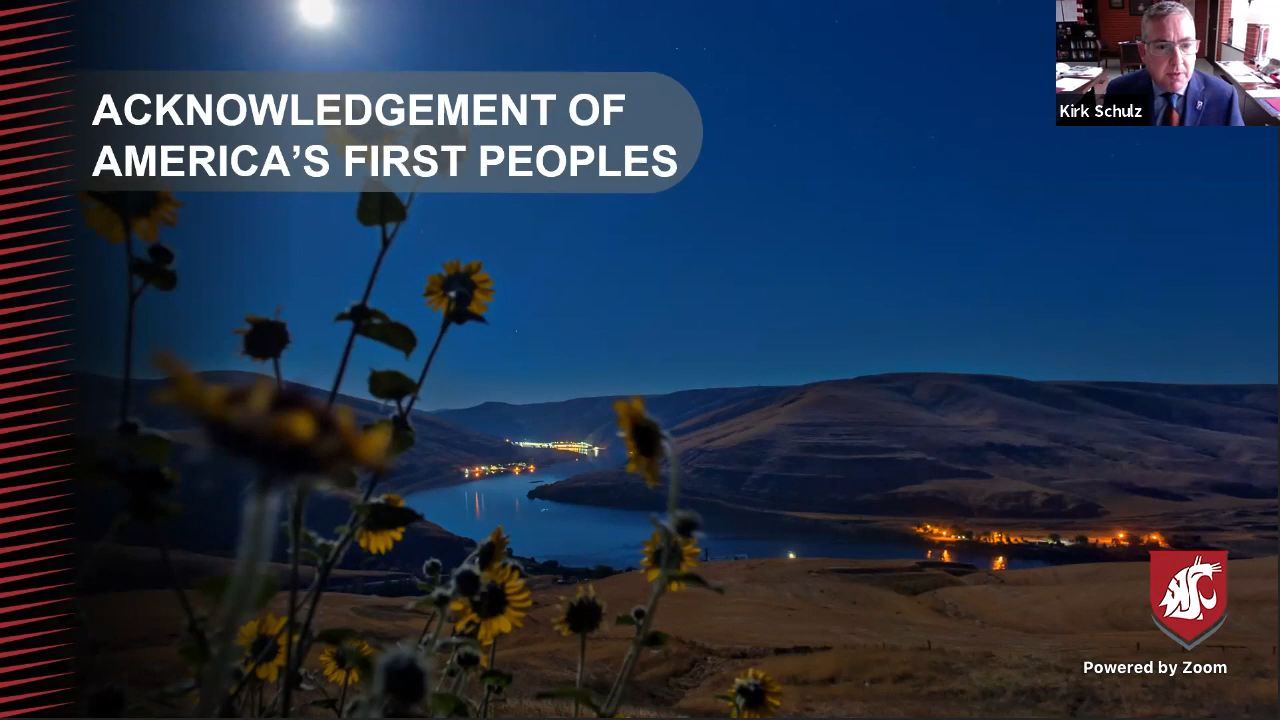 ACKNOWLEDGEMENT OF
AMERICA’S FIRST PEOPLES
Kirk Schulz
Powered by Zoom